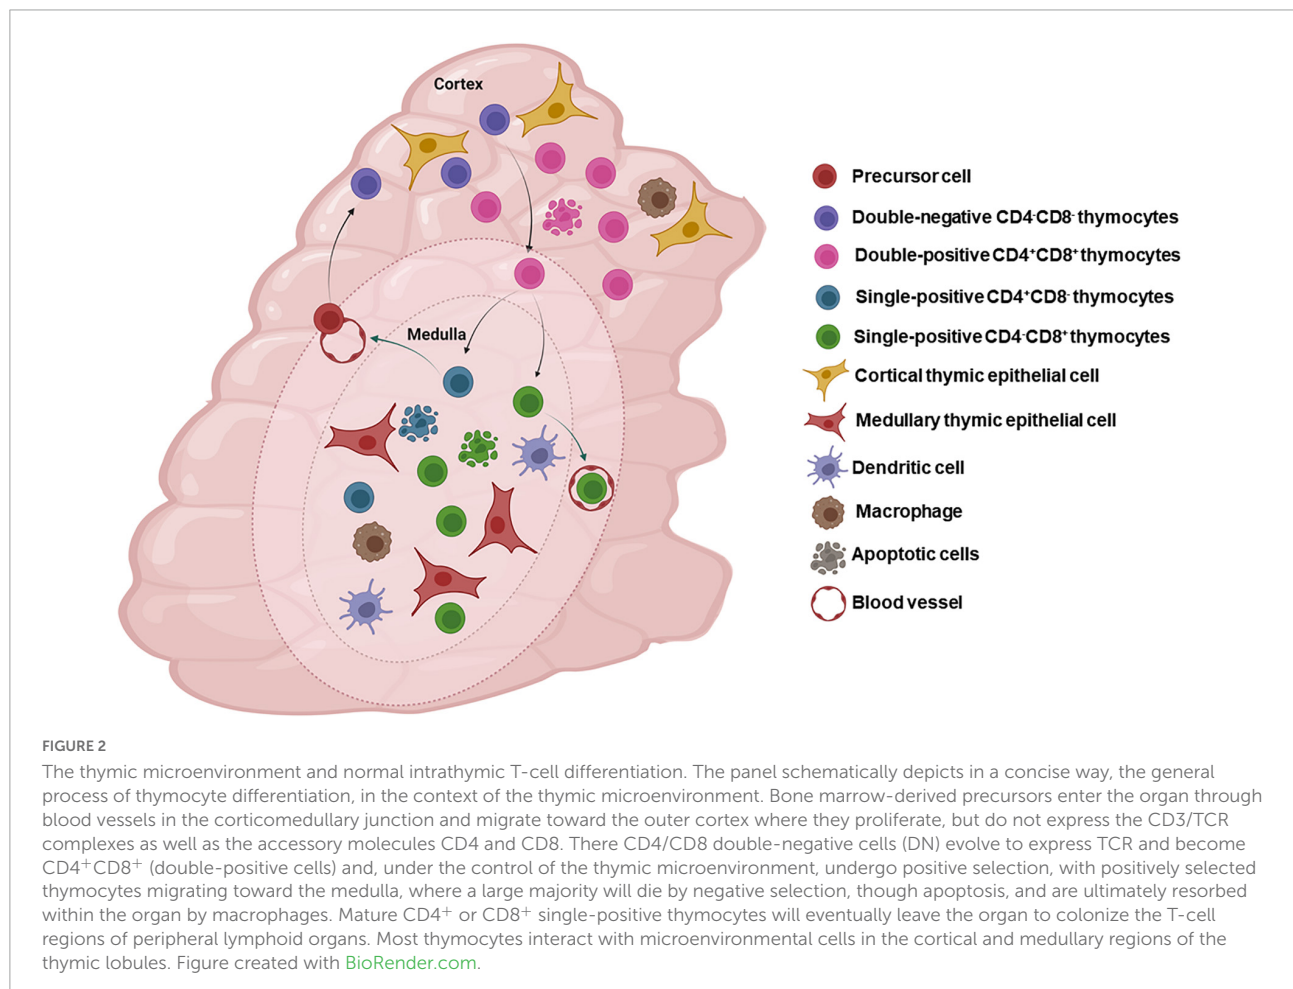 Cortex
Medulla
Precursor cell
Double-negative CD4⁻CD8⁻ thymocytes
Double-positive CD4⁺CD8⁺ thymocytes
Single-positive CD4⁺CD8⁻ thymocytes
Single-positive CD4⁻CD8⁺ thymocytes
Cortical thymic epithelial cell
Medullary thymic epithelial cell
Dendritic cell
Macrophage
Apoptotic cells
Blood vessel
FIGURE 2
The thymic microenvironment and normal intrathymic T-cell differentiation. The panel schematically depicts in a concise way, the general
process of thymocyte differentiation, in the context of the thymic microenvironment. Bone marrow-derived precursors enter the organ through
blood vessels in the corticomedullary junction and migrate toward the outer cortex where they proliferate, but do not express the CD3/TCR
complexes as well as the accessory molecules CD4 and CD8. There CD4/CD8 double-negative cells (DN) evolve to express TCR and become
CD4⁺CD8⁺ (double-positive cells) and, under the control of the thymic microenvironment, undergo positive selection, with positively selected
thymocytes migrating toward the medulla, where a large majority will die by negative selection, though apoptosis, and are ultimately resorbed
within the organ by macrophages. Mature CD4⁺ or CD8⁺ single-positive thymocytes will eventually leave the organ to colonize the T-cell
regions of peripheral lymphoid organs. Most thymocytes interact with microenvironmental cells in the cortical and medullary regions of the
thymic lobules. Figure created with BioRender.com.